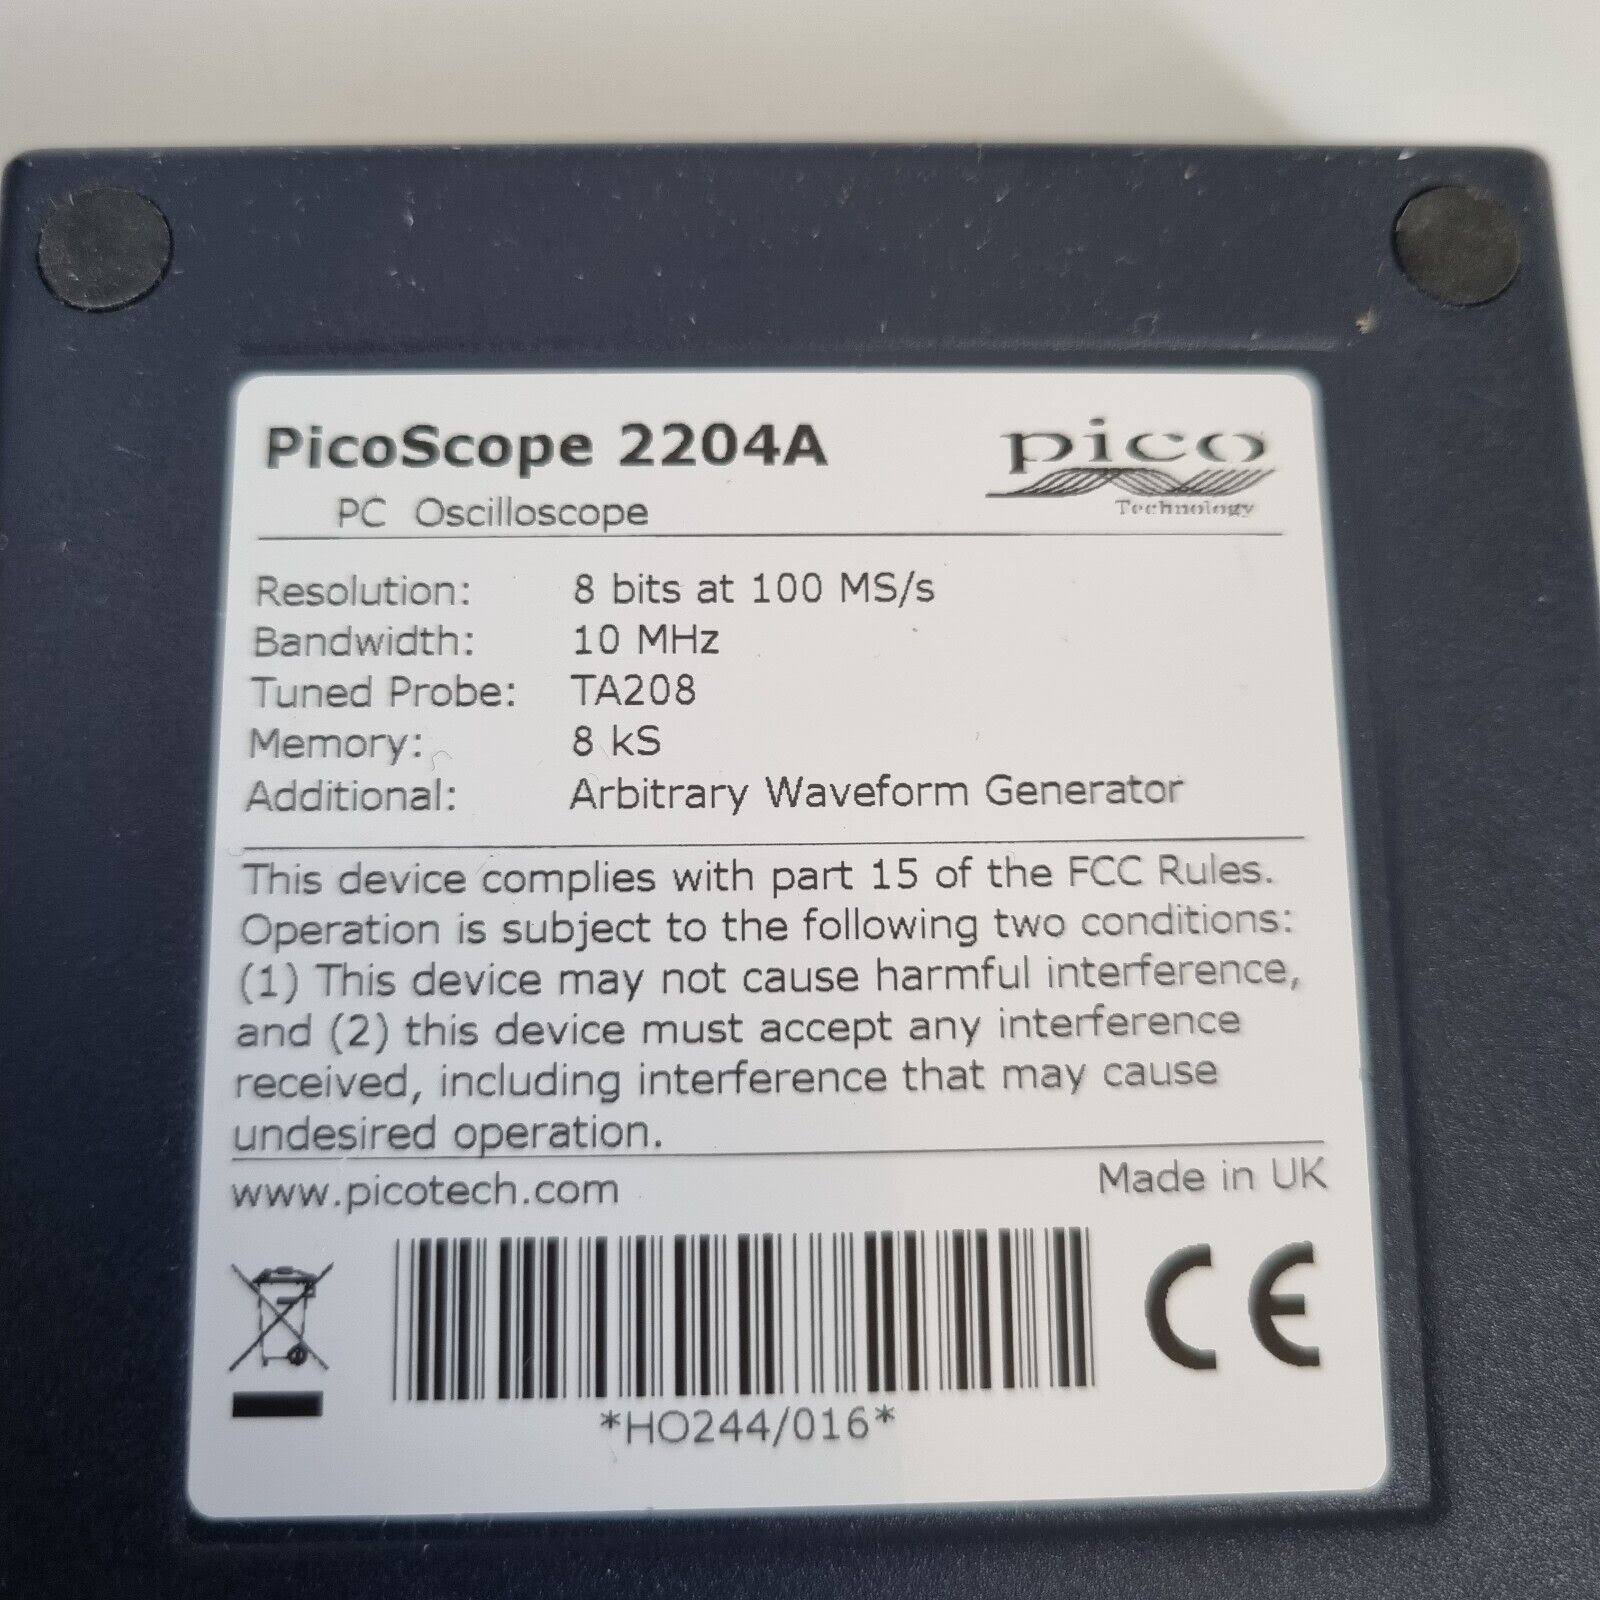 PicoScope 2204A
pico
Technology
PC Oscilloscope
Resolution: 8 bits at 100 MS/s
Bandwidth: 10 MHz
Tuned Probe: TA208
Memory: 8 kS
Additional: Arbitrary Waveform Generator
This device complies with part 15 of the FCC Rules.
Operation is subject to the following two conditions:
(1) This device may not cause harmful interference,
and (2) this device must accept any interference
received, including interference that may cause
undesired operation.
www.picotech.com Made in UK
CE
*HO244/016*